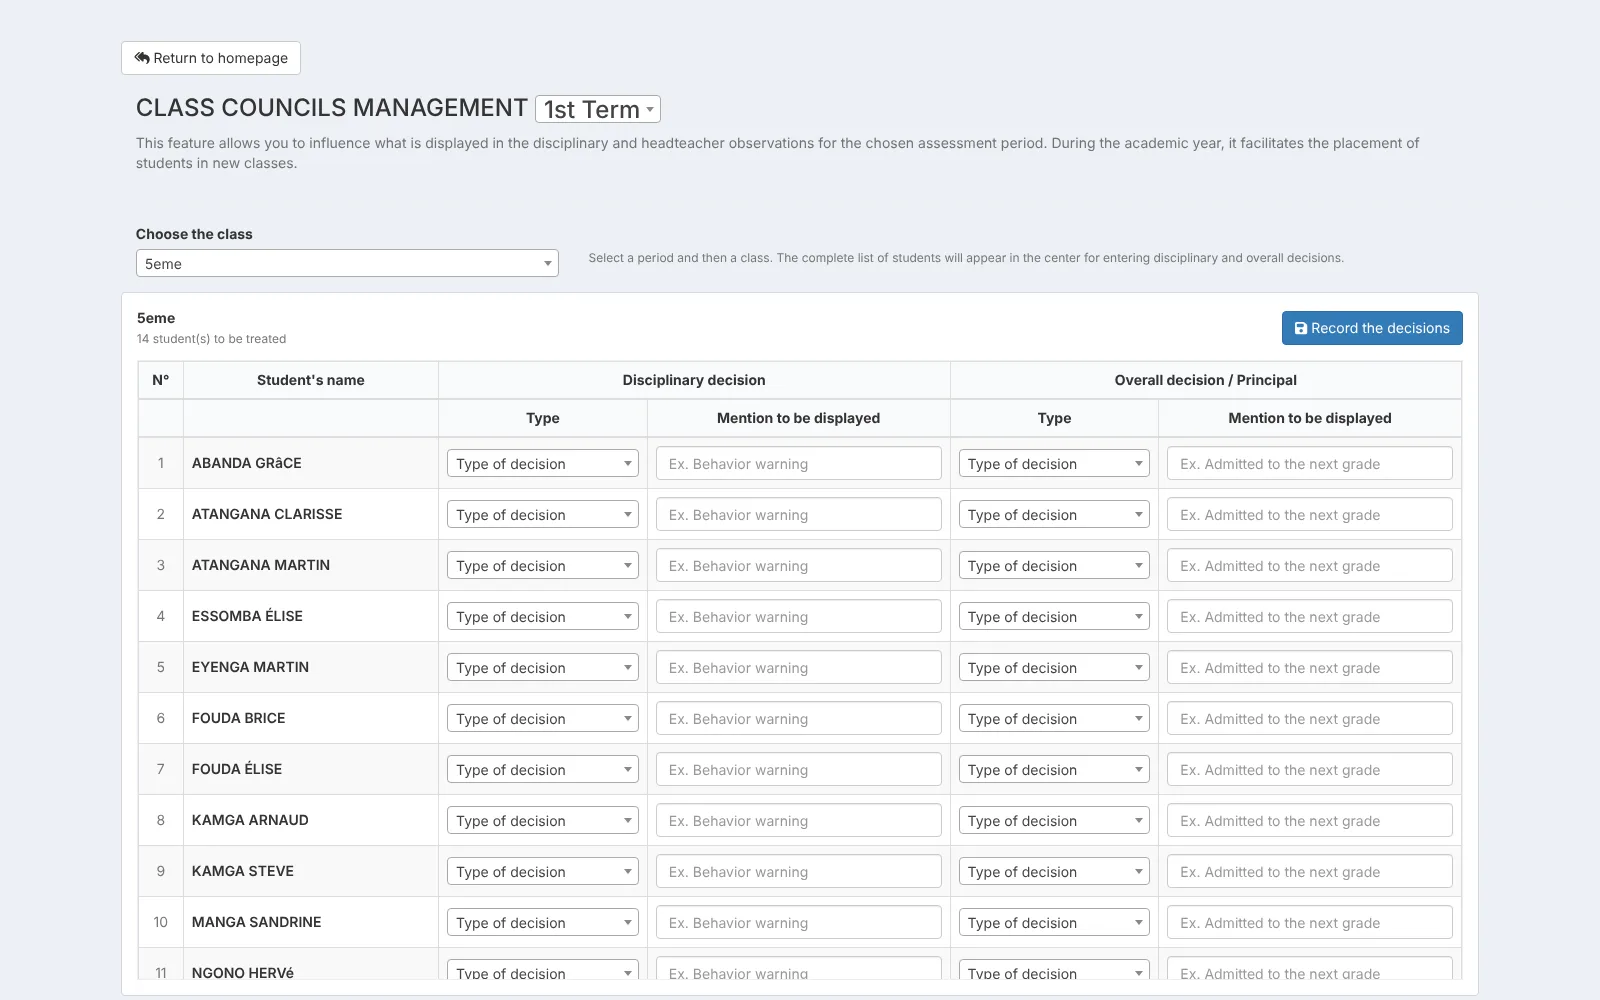 Return to homepage
CLASS COUNCILS MANAGEMENT 1st Term
This feature allows you to influence what is displayed in the disciplinary and headteacher observations for the chosen assessment period. During the academic year, it facilitates the placement of
students in new classes.
Choose the class
5eme
Select a period and then a class. The complete list of students will appear in the center for entering disciplinary and overall decisions.
5eme
14 student(s) to be treated
Record the decisions
N° Student's name Disciplinary decision Overall decision / Principal
Type Mention to be displayed Type Mention to be displayed
1 ABANDA GRâCE Type of decision Ex. Behavior warning Type of decision Ex. Admitted to the next grade
2 ATANGANA CLARISSE Type of decision Ex. Behavior warning Type of decision Ex. Admitted to the next grade
3 ATANGANA MARTIN Type of decision Ex. Behavior warning Type of decision Ex. Admitted to the next grade
4 ESSOMBA ÉLISE Type of decision Ex. Behavior warning Type of decision Ex. Admitted to the next grade
5 EYENGA MARTIN Type of decision Ex. Behavior warning Type of decision Ex. Admitted to the next grade
6 FOUDA BRICE Type of decision Ex. Behavior warning Type of decision Ex. Admitted to the next grade
7 FOUDA ÉLISE Type of decision Ex. Behavior warning Type of decision Ex. Admitted to the next grade
8 KAMGA ARNAUD Type of decision Ex. Behavior warning Type of decision Ex. Admitted to the next grade
9 KAMGA STEVE Type of decision Ex. Behavior warning Type of decision Ex. Admitted to the next grade
10 MANGA SANDRINE Type of decision Ex. Behavior warning Type of decision Ex. Admitted to the next grade
11 NGONO HERVé Type of decision Ex. Behavior warning Type of decision Ex. Admitted to the next grade